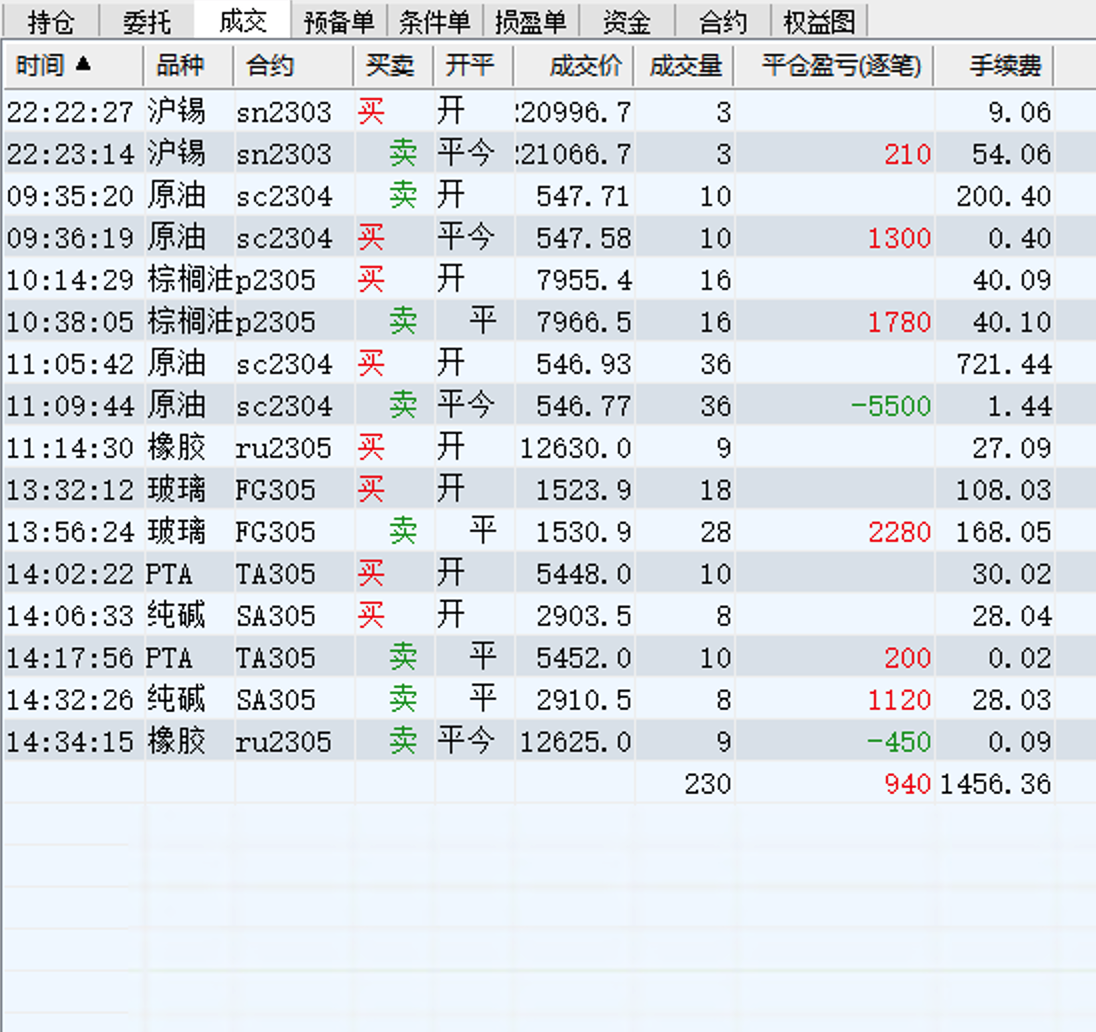 持仓 委托 成交 预备单 条件单 损盈单 资金 合约 权益图
时间▲ 品种 合约 买卖 开平 成交价 成交量 平仓盈亏(逐笔) 手续费
22:22:27 沪锡 sn2303 买 开 220996.7 3 9.06
22:23:14 沪锡 sn2303 卖 平今 221066.7 3 210 54.06
09:35:20 原油 sc2304 卖 开 547.71 10 200.40
09:36:19 原油 sc2304 买 平今 547.58 10 1300 0.40
10:14:29 棕榈油 p2305 买 开 7955.4 16 40.09
10:38:05 棕榈油 p2305 卖 平 7966.5 16 1780 40.10
11:05:42 原油 sc2304 买 开 546.93 36 721.44
11:09:44 原油 sc2304 卖 平今 546.77 36 -5500 1.44
11:14:30 橡胶 ru2305 买 开 12630.0 9 27.09
13:32:12 玻璃 FG305 买 开 1523.9 18 108.03
13:56:24 玻璃 FG305 卖 平 1530.9 28 2280 168.05
14:02:22 PTA TA305 买 开 5448.0 10 30.02
14:06:33 纯碱 SA305 买 开 2903.5 8 28.04
14:17:56 PTA TA305 卖 平 5452.0 10 200 0.02
14:32:26 纯碱 SA305 卖 平 2910.5 8 1120 28.03
14:34:15 橡胶 ru2305 卖 平今 12625.0 9 -450 0.09
230 940 1456.36